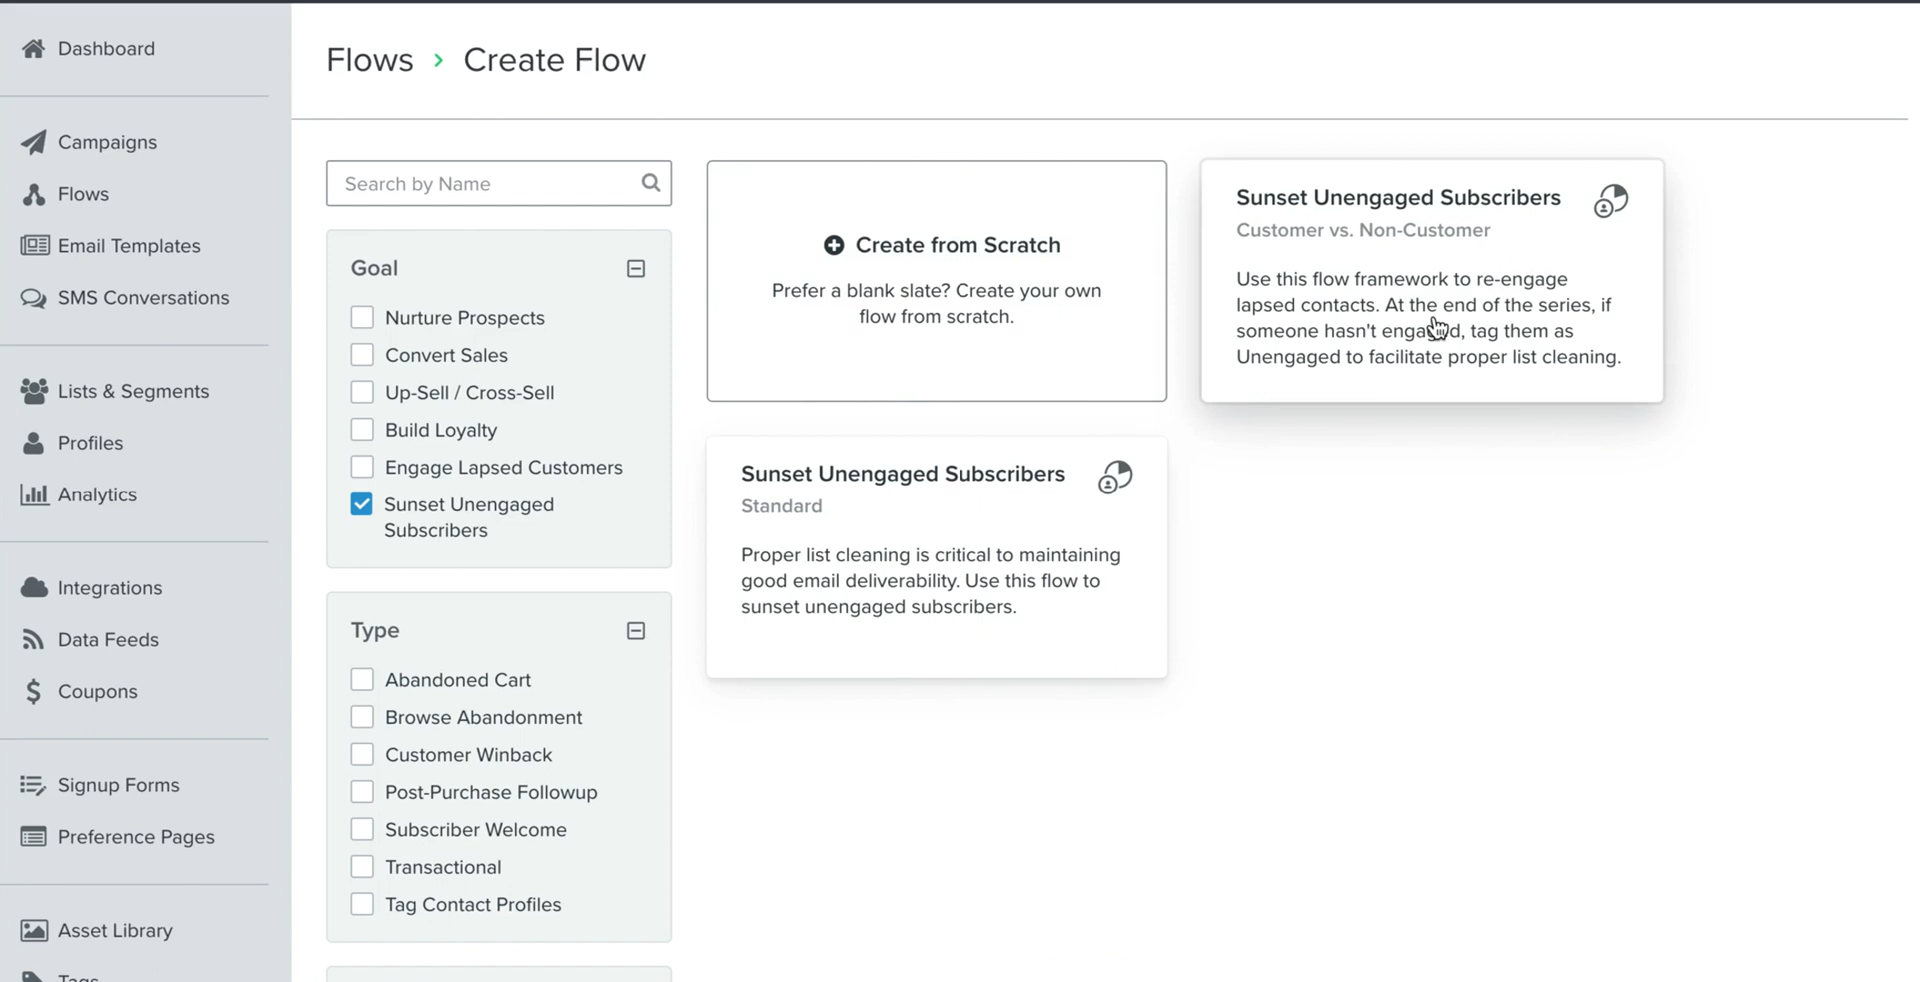 Dashboard
Campaigns
Flows
Email Templates
SMS Conversations
Lists & Segments
Profiles
Analytics
Integrations
Data Feeds
Coupons
Signup Forms
Preference Pages
Asset Library
Tags
Flows > Create Flow
Search by Name
Goal
Nurture Prospects
Convert Sales
Up-Sell / Cross-Sell
Build Loyalty
Engage Lapsed Customers
Sunset Unengaged
Subscribers
Type
Abandoned Cart
Browse Abandonment
Customer Winback
Post-Purchase Followup
Subscriber Welcome
Transactional
Tag Contact Profiles
Create from Scratch
Prefer a blank slate? Create your own
flow from scratch.
Sunset Unengaged Subscribers
Customer vs. Non-Customer
Use this flow framework to re-engage
lapsed contacts. At the end of the series, if
someone hasn't engaged, tag them as
Unengaged to facilitate proper list cleaning.
Sunset Unengaged Subscribers
Standard
Proper list cleaning is critical to maintaining
good email deliverability. Use this flow to
sunset unengaged subscribers.